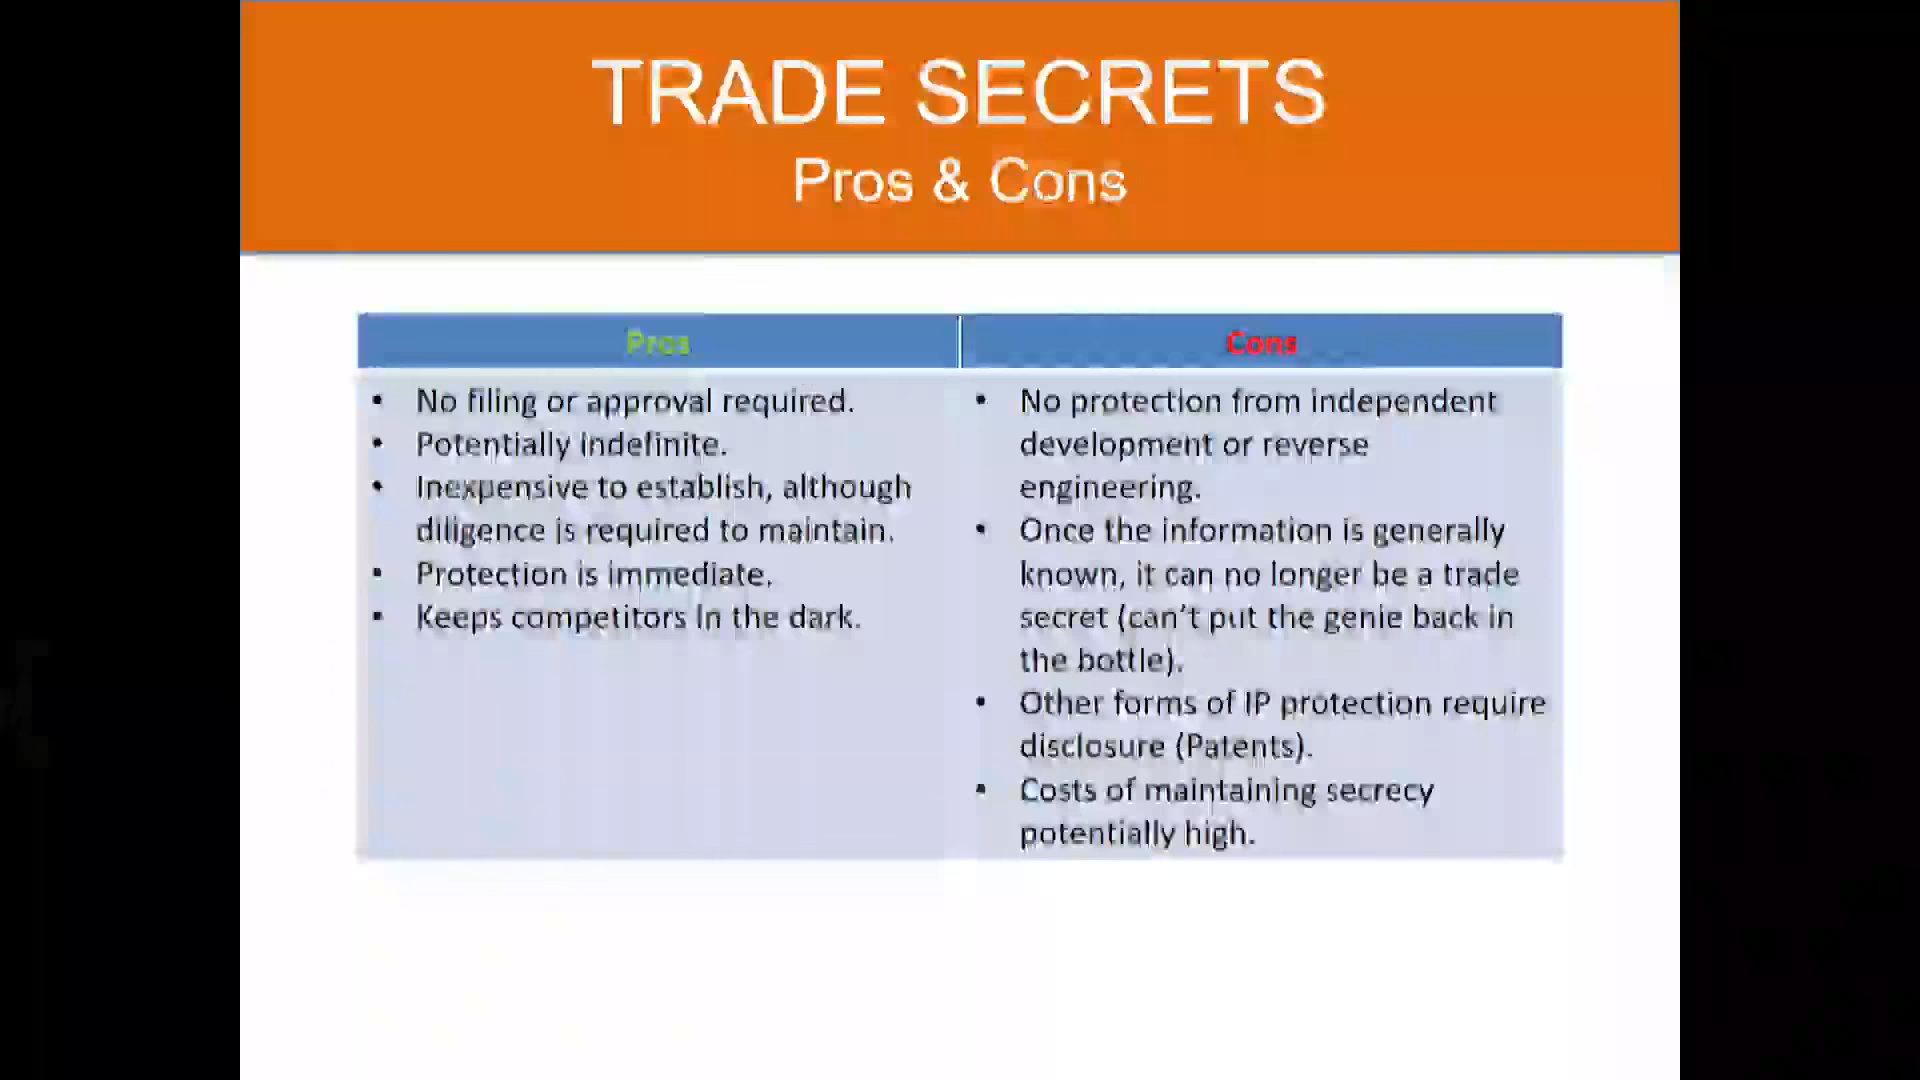 TRADE SECRETS
Pros & Cons
Pros
• No filing or approval required.
• Potentially indefinite.
• Inexpensive to establish, although
diligence is required to maintain.
• Protection is immediate.
• Keeps competitors in the dark.
Cons
• No protection from independent
development or reverse
engineering.
• Once the information is generally
known, it can no longer be a trade
secret (can't put the genie back in
the bottle).
• Other forms of IP protection require
disclosure (Patents).
• Costs of maintaining secrecy
potentially high.